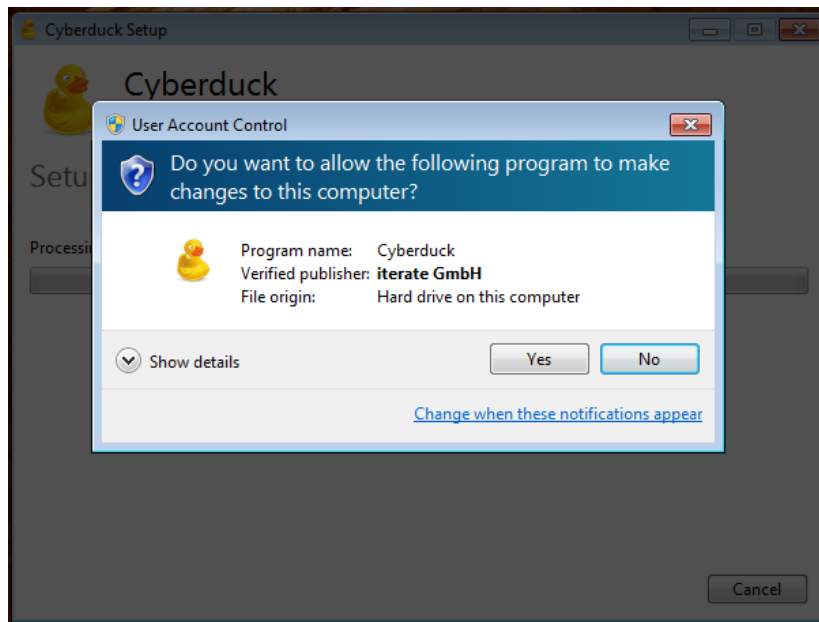 Cyberduck Setup
Cyberduck
User Account Control
Do you want to allow the following program to make
changes to this computer?
Setu
Processi
Program name: Cyberduck
Verified publisher: iterate GmbH
File origin: Hard drive on this computer
Show details
Yes
No
Change when these notifications appear
Cancel